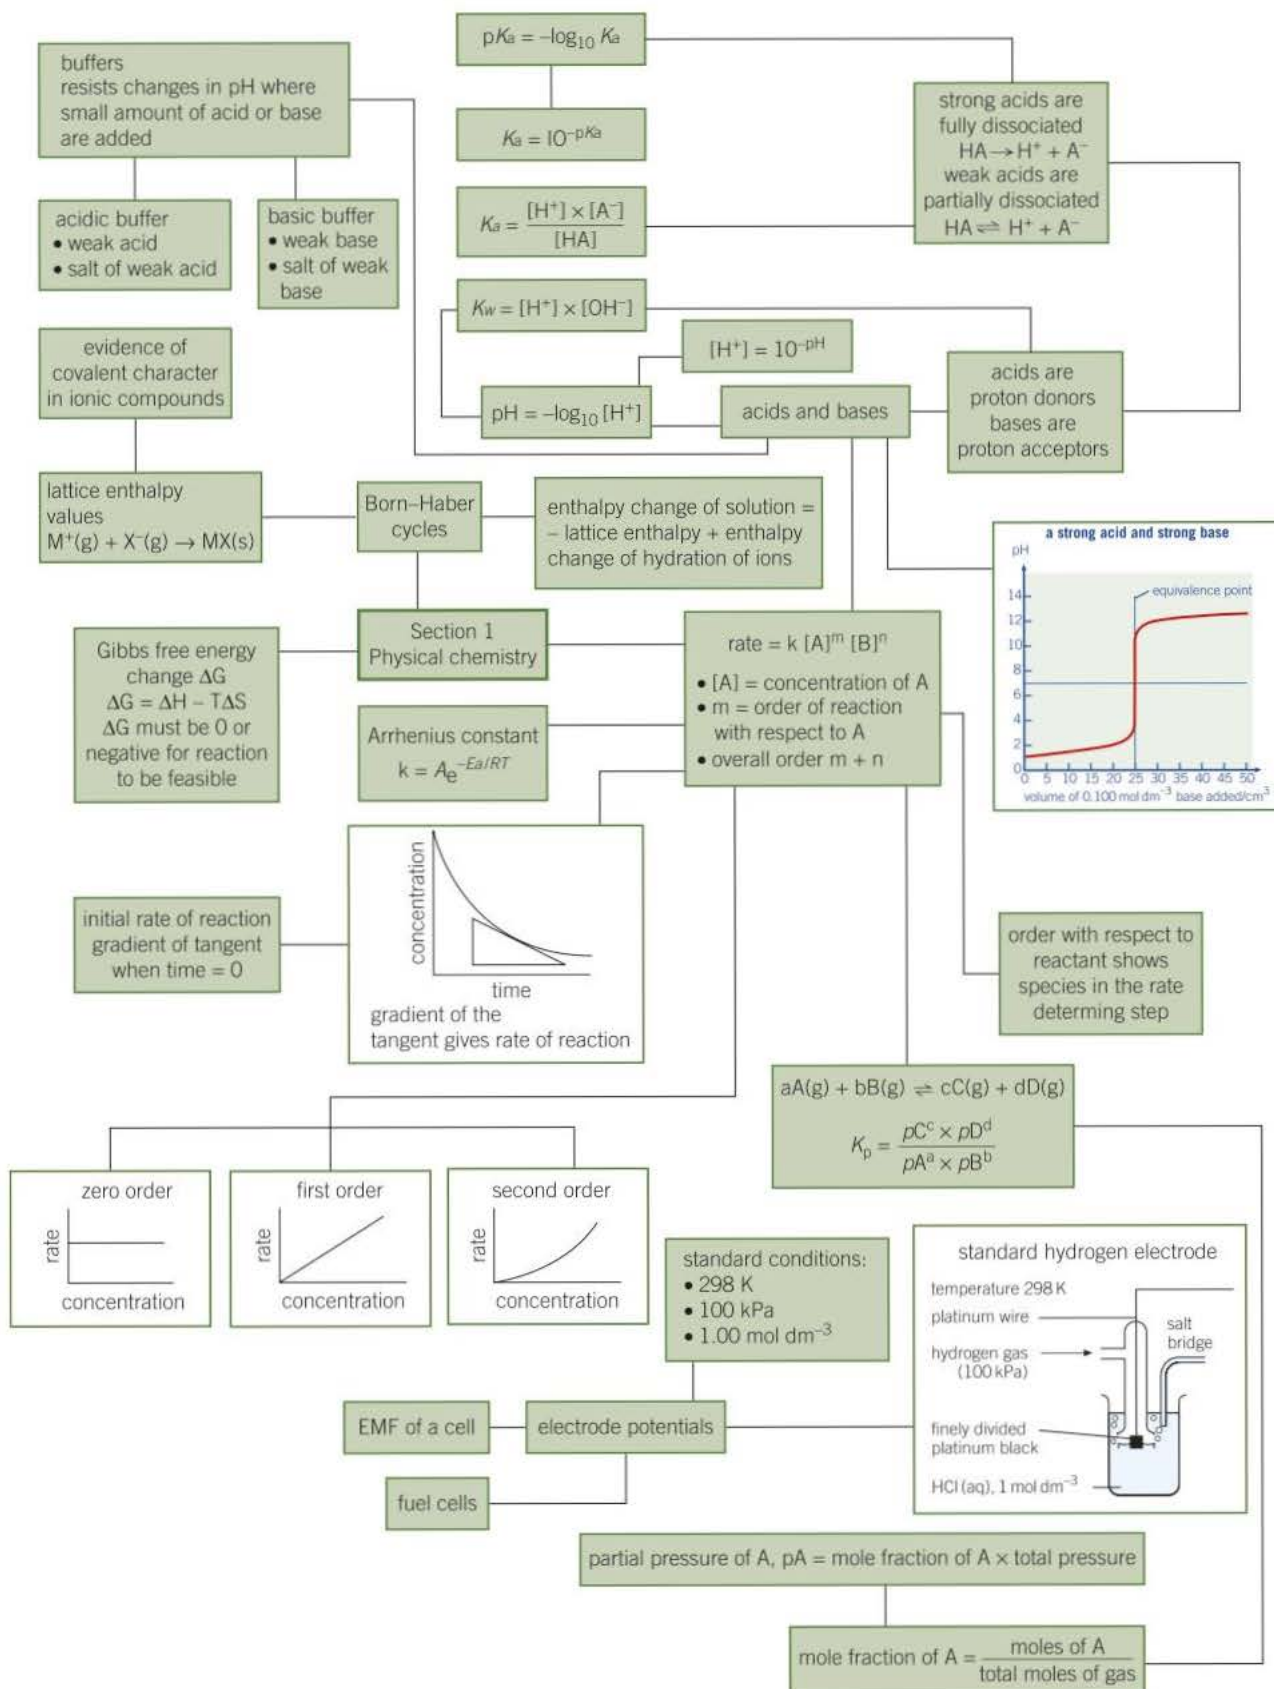 buffers
resists changes in pH where
small amount of acid or base
are added
acidic buffer
• weak acid
• salt of weak acid
basic buffer
• weak base
• salt of weak
base
pKa = –log₁₀ Ka
Ka = 10⁻ᵖᴷᵃ
Ka = [H⁺] × [A⁻] / [HA]
strong acids are
fully dissociated
HA → H⁺ + A⁻
weak acids are
partially dissociated
HA ⇌ H⁺ + A⁻
Kw = [H⁺] × [OH⁻]
[H⁺] = 10⁻ᵖᴴ
pH = –log₁₀ [H⁺]
acids and bases
acids are
proton donors
bases are
proton acceptors
evidence of
covalent character
in ionic compounds
lattice enthalpy
values
M⁺(g) + X⁻(g) → MX(s)
Born–Haber
cycles
enthalpy change of solution =
– lattice enthalpy + enthalpy
change of hydration of ions
a strong acid and strong base
pH
14
12
10
8
6
4
2
0
equivalence point
0 5 10 15 20 25 30 35 40 45 50
volume of 0.100 mol dm⁻³ base added/cm³
Section 1
Physical chemistry
Gibbs free energy
change ΔG
ΔG = ΔH – TΔS
ΔG must be 0 or
negative for reaction
to be feasible
rate = k [A]ᵐ [B]ⁿ
• [A] = concentration of A
• m = order of reaction
with respect to A
• overall order m + n
Arrhenius constant
k = Ae^–Ea/RT
concentration
time
gradient of the
tangent gives rate of reaction
initial rate of reaction
gradient of tangent
when time = 0
order with respect to
reactant shows
species in the rate
determing step
aA(g) + bB(g) ⇌ cC(g) + dD(g)
Kₚ = pCᶜ × pDᵈ / pAᵃ × pBᵇ
zero order
rate
concentration
first order
rate
concentration
second order
rate
concentration
standard conditions:
• 298 K
• 100 kPa
• 1.00 mol dm⁻³
EMF of a cell
electrode potentials
fuel cells
standard hydrogen electrode
temperature 298 K
platinum wire
salt
bridge
hydrogen gas
(100 kPa)
finely divided
platinum black
HCl (aq), 1 mol dm⁻³
partial pressure of A, pA = mole fraction of A × total pressure
mole fraction of A = moles of A / total moles of gas